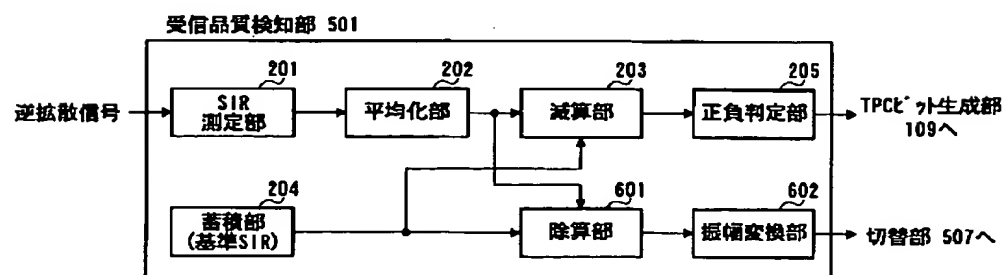 受信品質検知部 501
201
202
203
205
逆拡散信号
SIR
測定部
平均化部
減算部
正負判定部
TPCビット生成部
109へ
204
601
602
蓄積部
(基準SIR)
除算部
振幅変換部
切替部 507へ